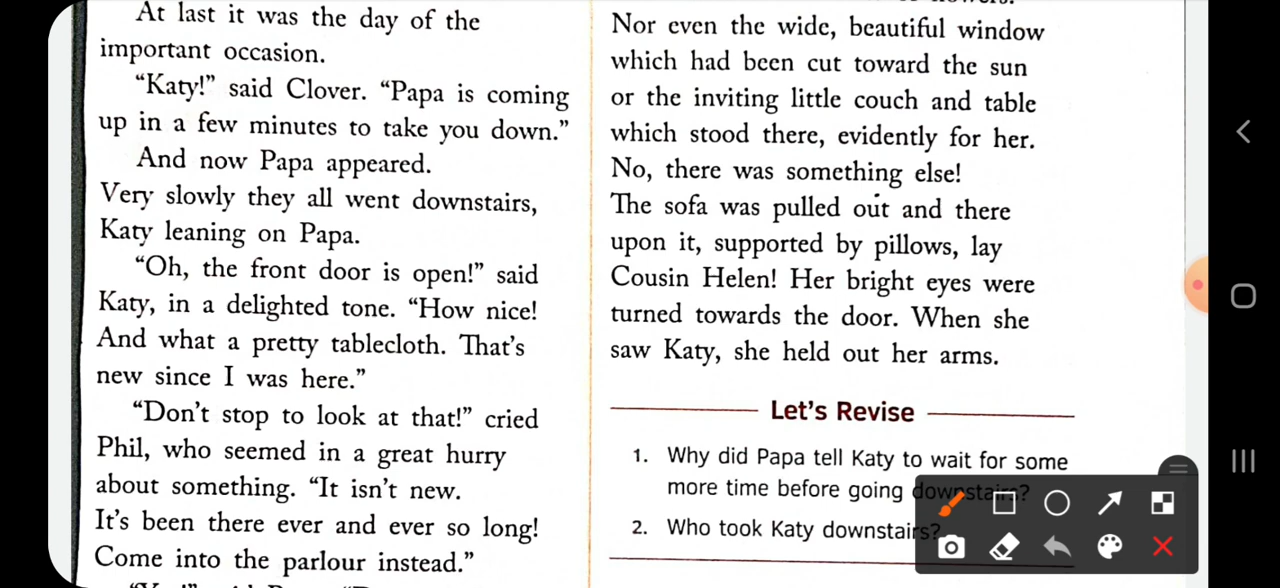 At last it was the day of the
important occasion.
“Katy!” said Clover. “Papa is coming
up in a few minutes to take you down.”
And now Papa appeared.
Very slowly they all went downstairs,
Katy leaning on Papa.
“Oh, the front door is open!” said
Katy, in a delighted tone. “How nice!
And what a pretty tablecloth. That’s
new since I was here.”
“Don’t stop to look at that!” cried
Phil, who seemed in a great hurry
about something. “It isn’t new.
It’s been there ever and ever so long!
Come into the parlour instead.”
Nor even the wide, beautiful window
which had been cut toward the sun
or the inviting little couch and table
which stood there, evidently for her.
No, there was something else!
The sofa was pulled out and there
upon it, supported by pillows, lay
Cousin Helen! Her bright eyes were
turned towards the door. When she
saw Katy, she held out her arms.
Let’s Revise
1. Why did Papa tell Katy to wait for some
more time before going downstairs?
2. Who took Katy downstairs?